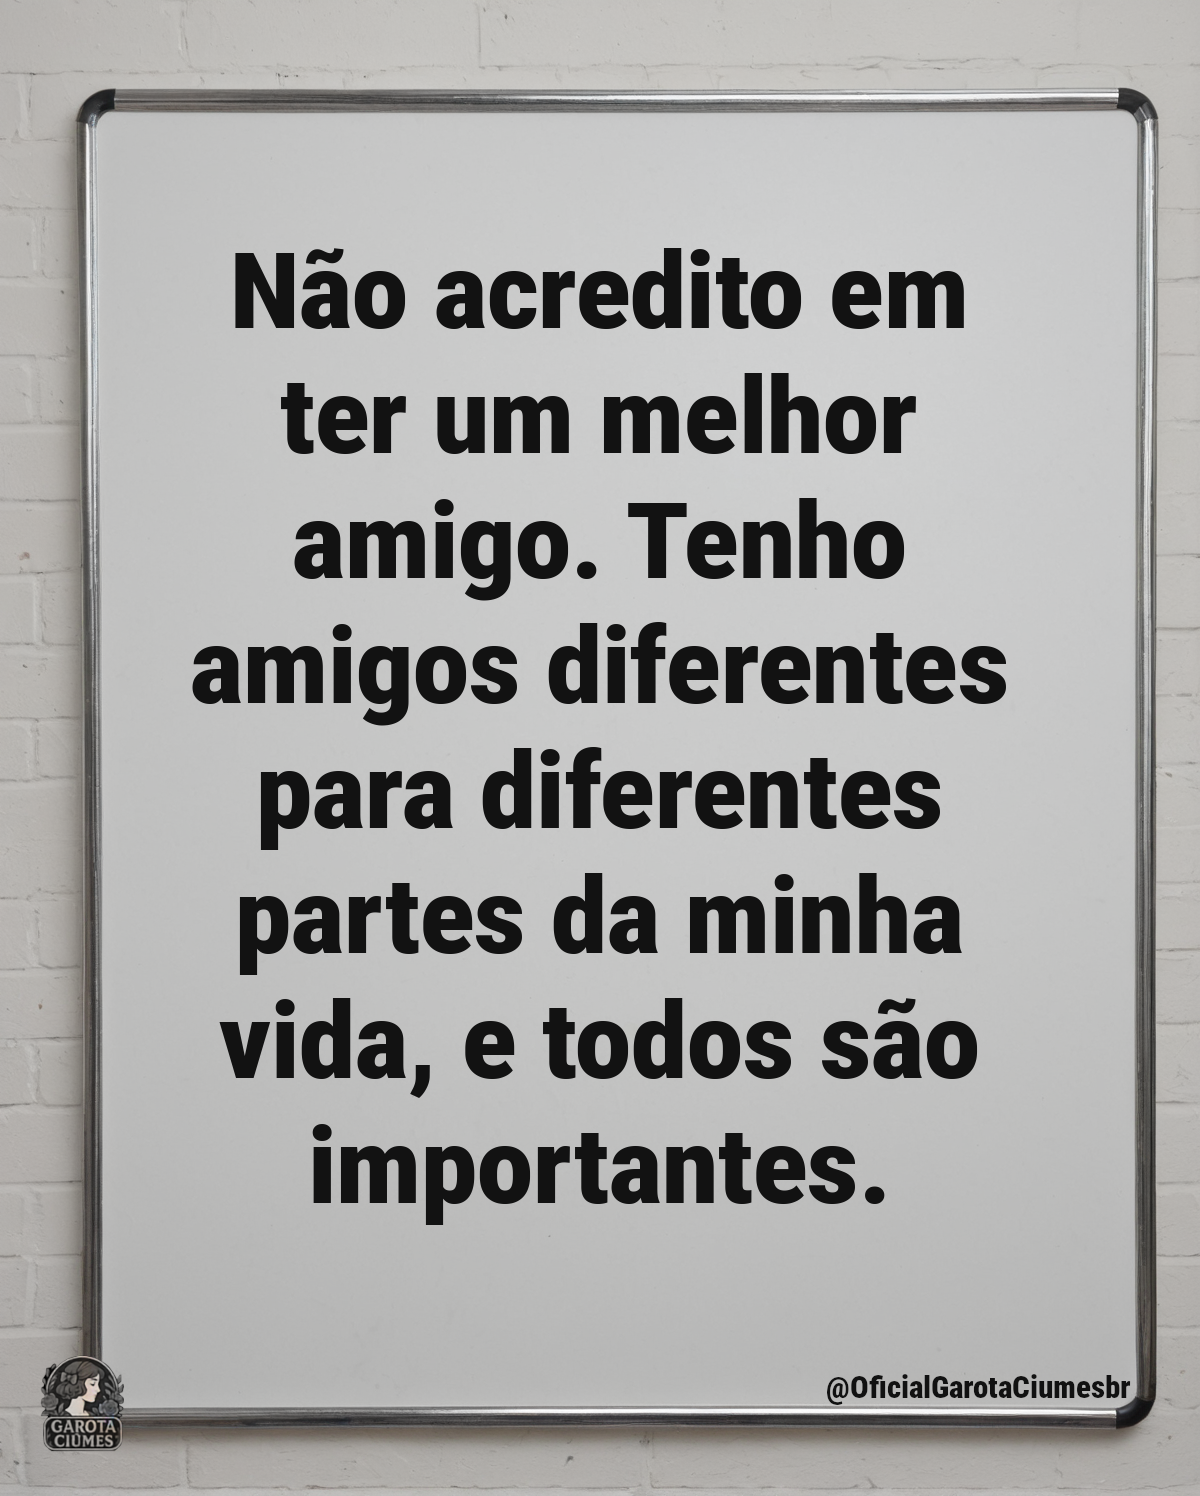 Não acredito em
ter um melhor
amigo. Tenho
amigos diferentes
para diferentes
partes da minha
vida, e todos são
importantes.
@OficialGarotaCiumesbr
GAROTA
CIÚMES